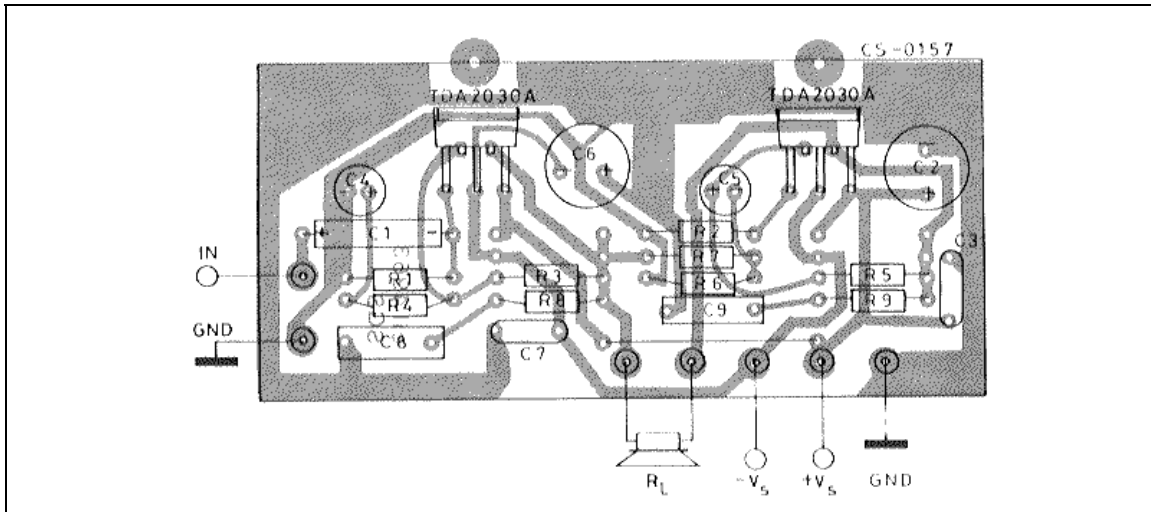 CS-0157
TDA2030A
TDA2030A
C6
C5
C2
C4
C1
R2
C3
R7
IN
R1
R3
R6
R5
R4
R8
C9
R9
GND
C8
C7
RL
-Vs
+Vs
GND